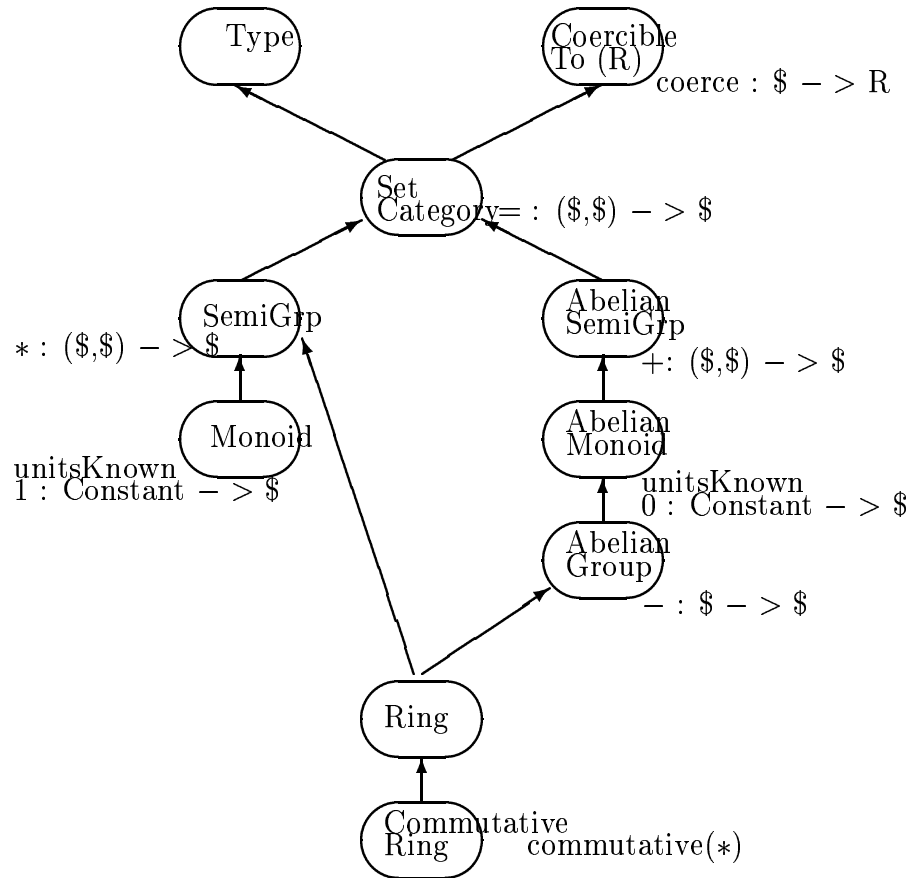 Type
Coercible
To (R)
coerce : $ − > R
Set
Category
= : ($,$) − > $
SemiGrp
∗ : ($,$) − > $
Abelian
SemiGrp
+: ($,$) − > $
Monoid
unitsKnown
1 : Constant − > $
Abelian
Monoid
unitsKnown
0 : Constant − > $
Abelian
Group
− : $ − > $
Ring
Commutative
Ring
commutative(∗)